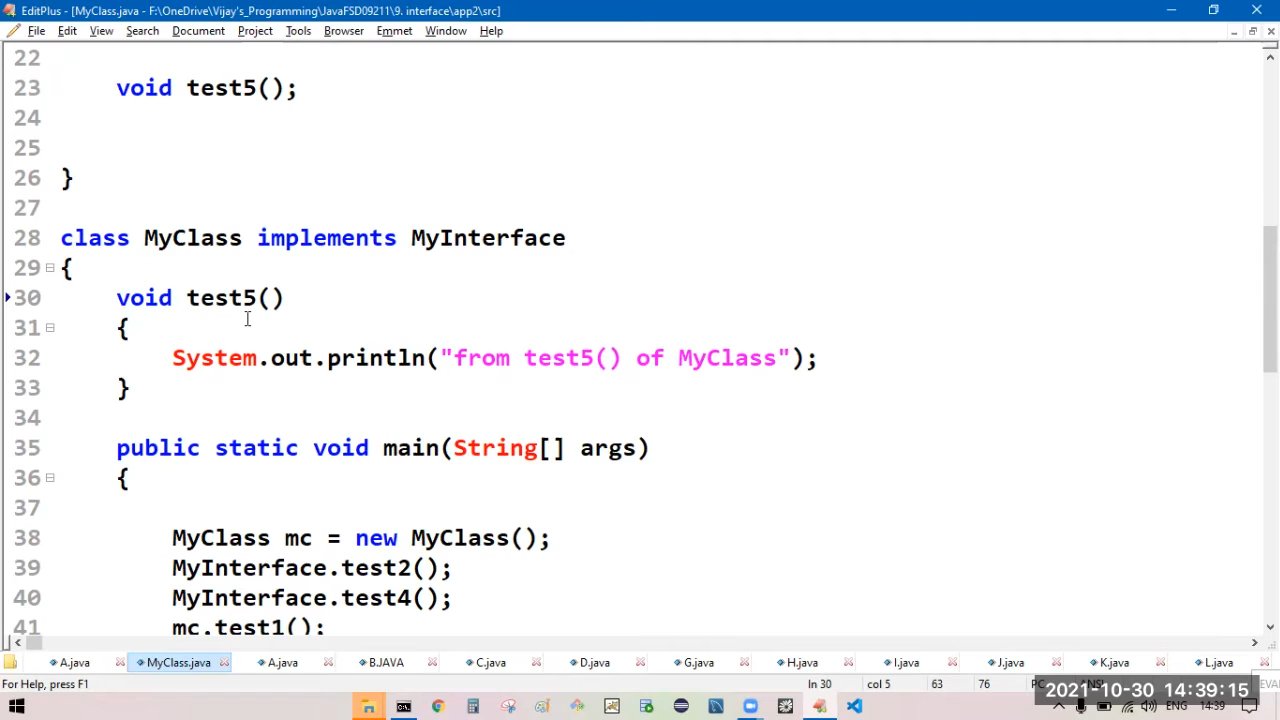 EditPlus - [MyClass.java - F:\OneDrive\Vijay's_Programming\JavaFSD09211\9. interface\app2\src]
File Edit View Search Document Project Tools Browser Emmet Window Help
22
23 void test5();
24
25
26 }
27
28 class MyClass implements MyInterface
29 {
30 void test5()
31 {
32 System.out.println("from test5() of MyClass");
33 }
34
35 public static void main(String[] args)
36 {
37
38 MyClass mc = new MyClass();
39 MyInterface.test2();
40 MyInterface.test4();
41 mc.test1();
A.java MyClass.java A.java B.JAVA C.java D.java G.java H.java I.java J.java K.java L.java
For Help, press F1 ln 30 col 5 63 76 PC ANSI
2021-10-30 14:39:15
ENG 14:39